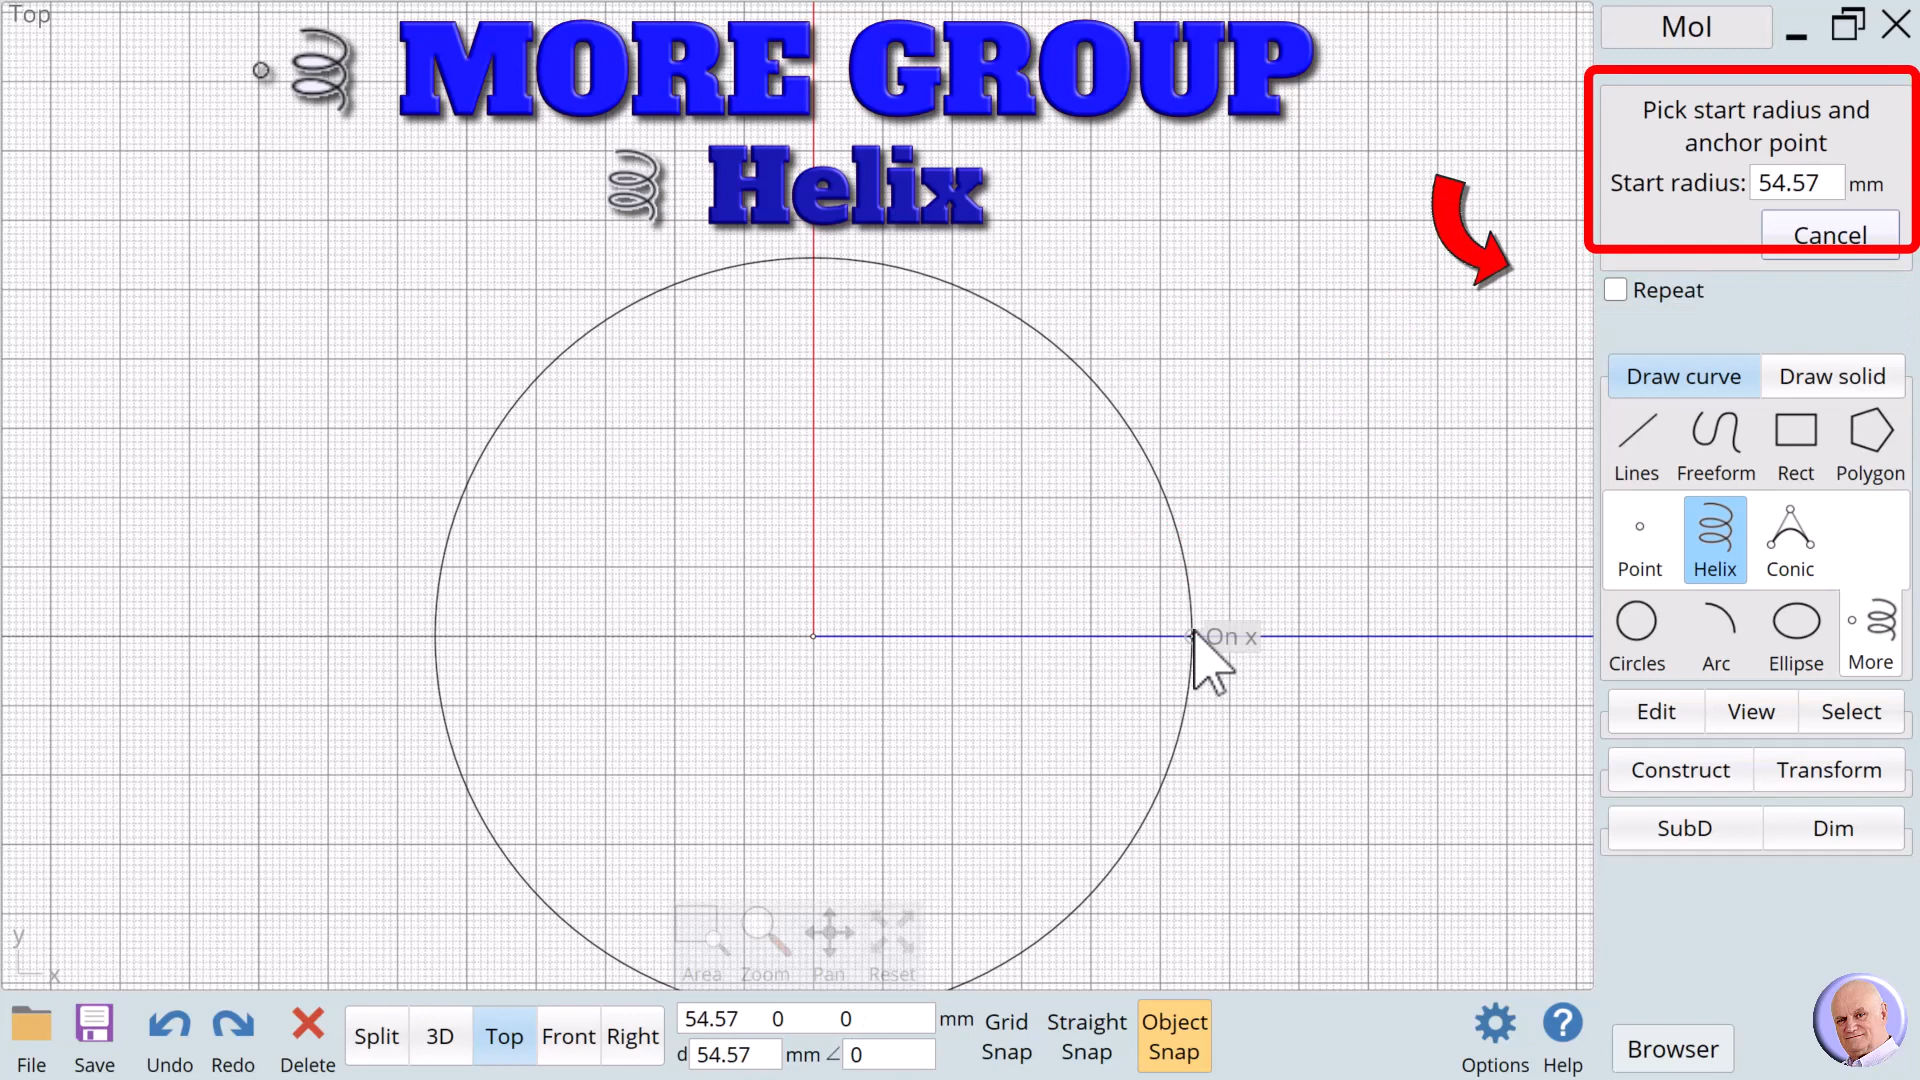 Top
MORE GROUP
Helix
MoI
Pick start radius and
anchor point
Start radius: 54.57 mm
Cancel
Repeat
Draw curve Draw solid
Lines Freeform Rect Polygon
Point Helix Conic
On x
Circles Arc Ellipse More
Edit View Select
Construct Transform
SubD Dim
y
x
Area Zoom Pan Reset
File Save Undo Redo Delete
Split 3D Top Front Right
54.57 0 0 mm
d 54.57 mm ∠ 0
Grid
Snap
Straight
Snap
Object
Snap
Options Help
Browser